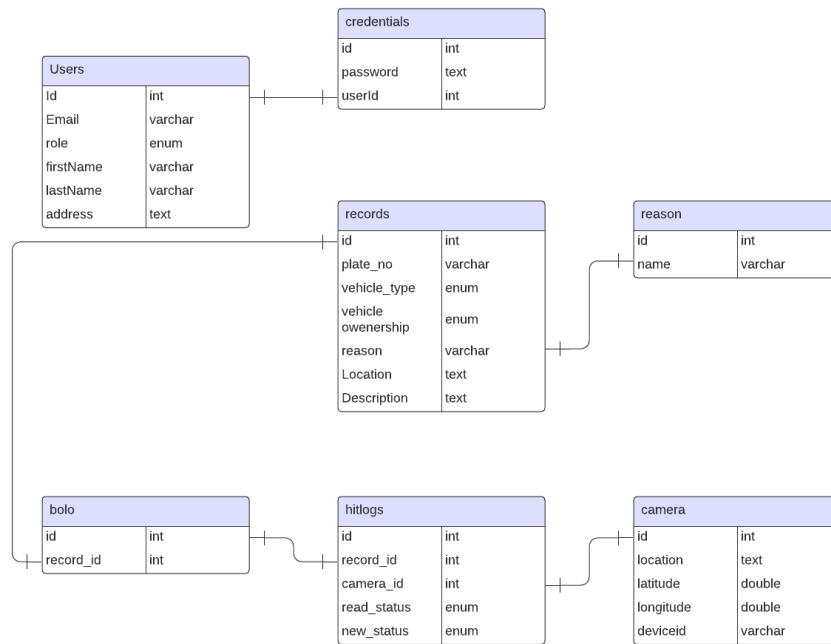 credentials
id int
password text
userId int
Users
Id int
Email varchar
role enum
firstName varchar
lastName varchar
address text
records
id int
plate_no varchar
vehicle_type enum
vehicle
owenership enum
reason varchar
Location text
Description text
reason
id int
name varchar
bolo
id int
record_id int
hitlogs
id int
record_id int
camera_id int
read_status enum
new_status enum
camera
id int
location text
latitude double
longitude double
deviceid varchar